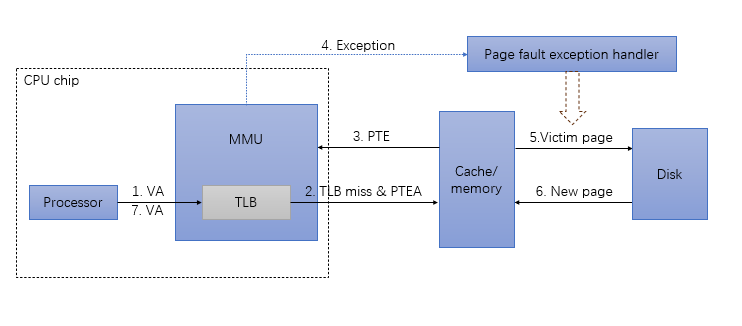 4. Exception
Page fault exception handler
CPU chip
MMU
3. PTE
5.Victim page
Cache/
memory
Disk
1. VA
2. TLB miss & PTEA
6. New page
Processor
TLB
7. VA